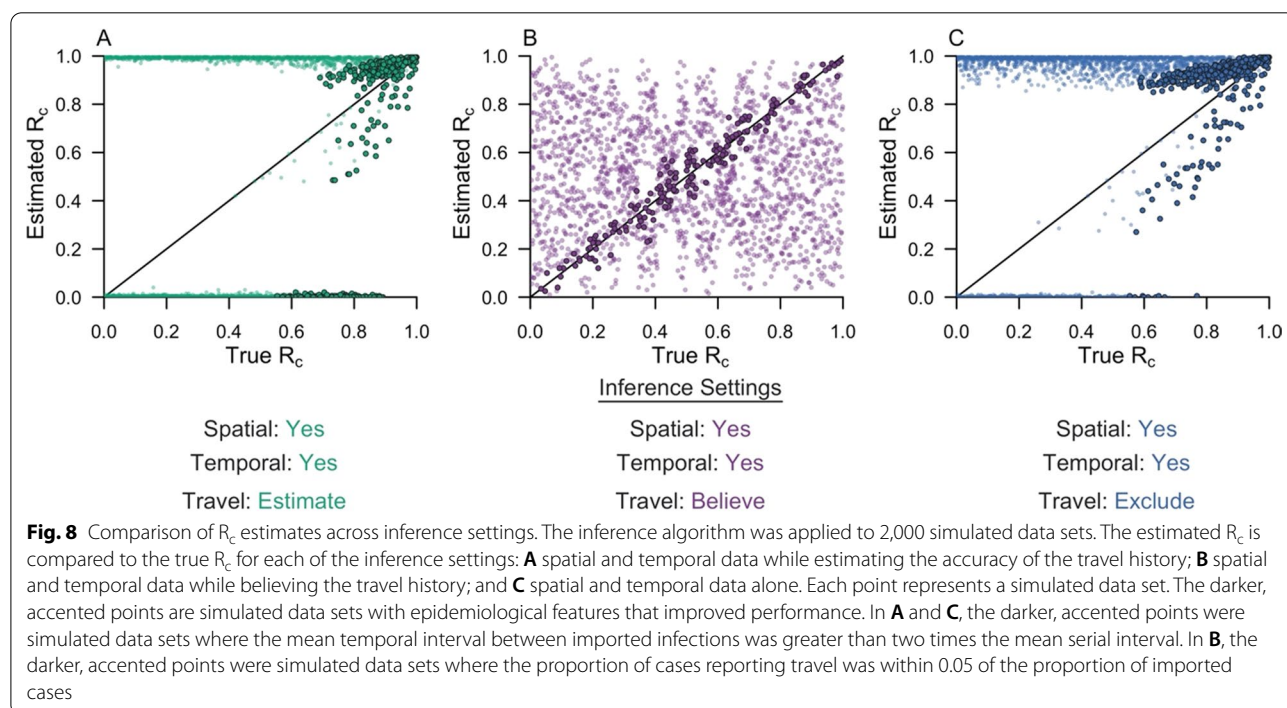 A
B
C
1.0
0.8
0.6
0.4
0.2
0.0
Estimated Rc
0.0 0.2 0.4 0.6 0.8 1.0
True Rc
1.0
0.8
0.6
0.4
0.2
0.0
Estimated Rc
0.0 0.2 0.4 0.6 0.8 1.0
True Rc
1.0
0.8
0.6
0.4
0.2
0.0
Estimated Rc
0.0 0.2 0.4 0.6 0.8 1.0
True Rc
Inference Settings
Spatial: Yes
Temporal: Yes
Travel: Estimate
Spatial: Yes
Temporal: Yes
Travel: Believe
Spatial: Yes
Temporal: Yes
Travel: Exclude
Fig. 8 Comparison of Rc estimates across inference settings. The inference algorithm was applied to 2,000 simulated data sets. The estimated Rc is
compared to the true Rc for each of the inference settings: A spatial and temporal data while estimating the accuracy of the travel history; B spatial
and temporal data while believing the travel history; and C spatial and temporal data alone. Each point represents a simulated data set. The darker,
accented points are simulated data sets with epidemiological features that improved performance. In A and C, the darker, accented points were
simulated data sets where the mean temporal interval between imported infections was greater than two times the mean serial interval. In B, the
darker, accented points were simulated data sets where the proportion of cases reporting travel was within 0.05 of the proportion of imported
cases